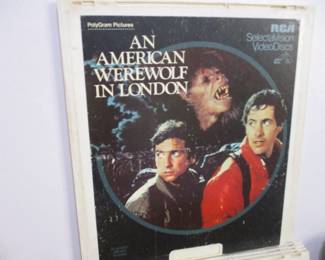 PolyGram Pictures
AN
AMERICAN
WEREWOLF
IN LONDON
RCA
SelectaVision
VideoDiscs